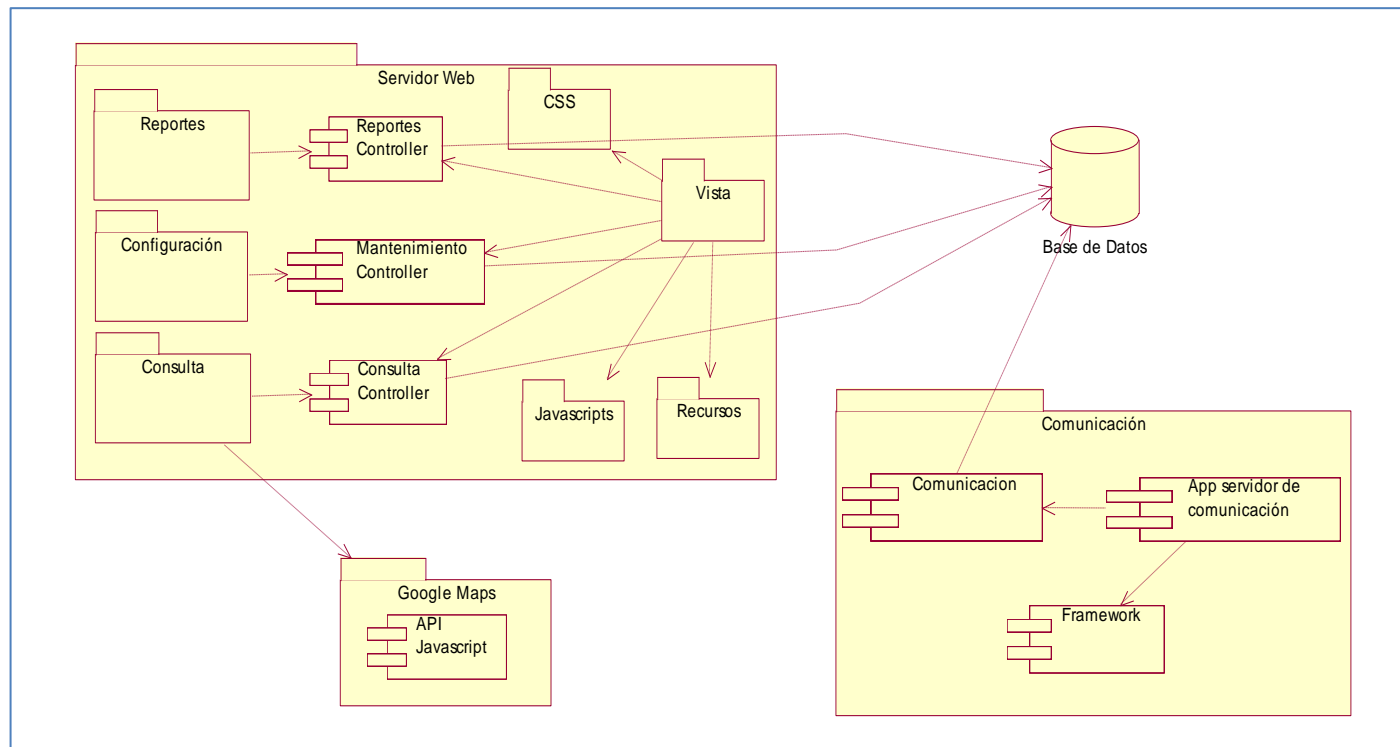 Servidor Web
CSS
Reportes
Reportes
Controller
Vista
Configuración
Mantenimiento
Controller
Base de Datos
Consulta
Consulta
Controller
Javascripts
Recursos
Comunicación
Comunicacion
App servidor de
comunicación
Google Maps
API
Javascript
Framework